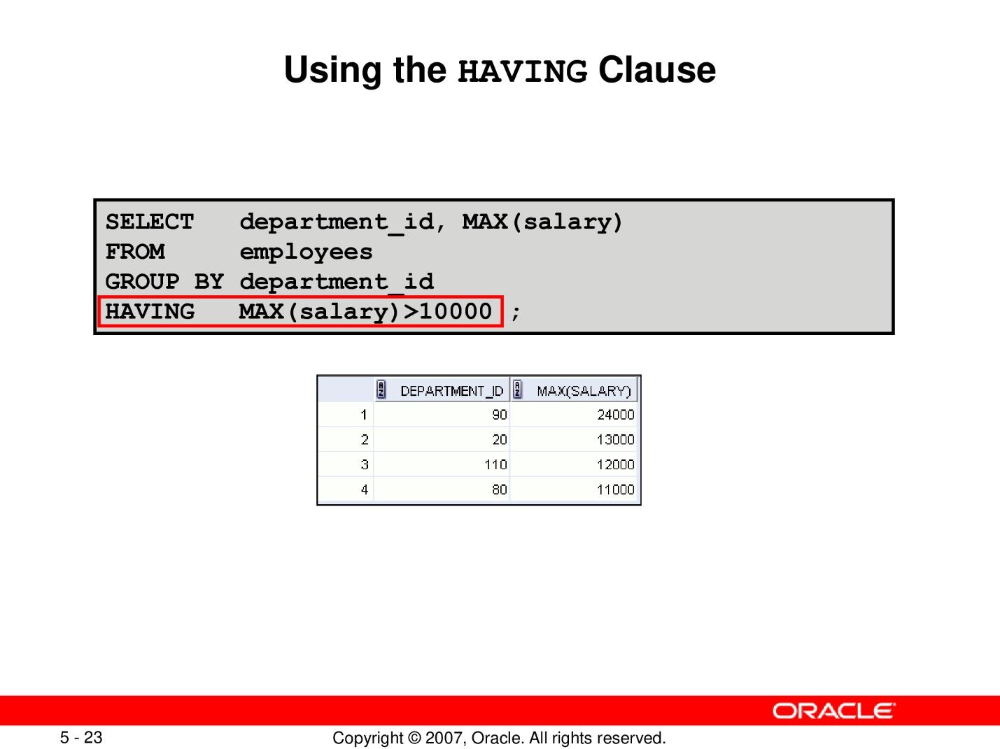 Using the HAVING Clause
SELECT department_id, MAX(salary)
FROM employees
GROUP BY department_id
HAVING MAX(salary)>10000 ;
DEPARTMENT_ID MAX(SALARY)
1 90 24000
2 20 13000
3 110 12000
4 80 11000
ORACLE
5 - 23 Copyright © 2007, Oracle. All rights reserved.